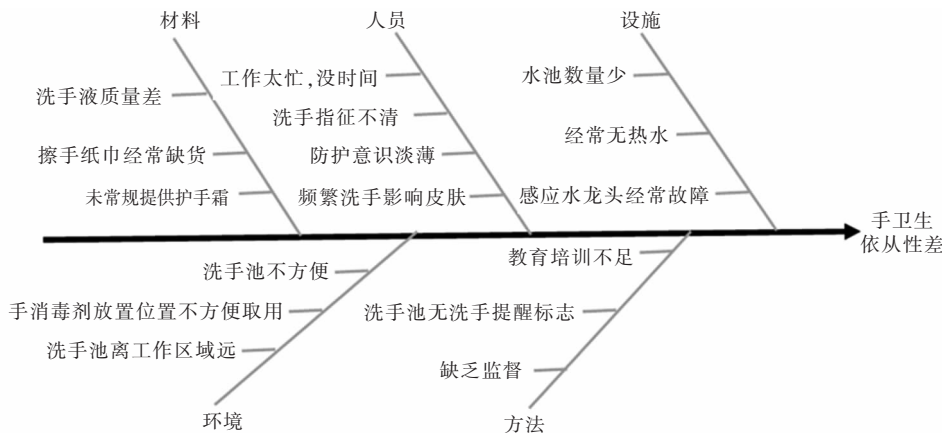 材料
人员
设施
洗手液质量差
擦手纸巾经常缺货
未常规提供护手霜
工作太忙,没时间
洗手指征不清
防护意识淡薄
频繁洗手影响皮肤
水池数量少
经常无热水
感应水龙头经常故障
手卫生
依从性差
洗手池不方便
手消毒剂放置位置不方便取用
洗手池离工作区域远
环境
教育培训不足
洗手池无洗手提醒标志
缺乏监督
方法